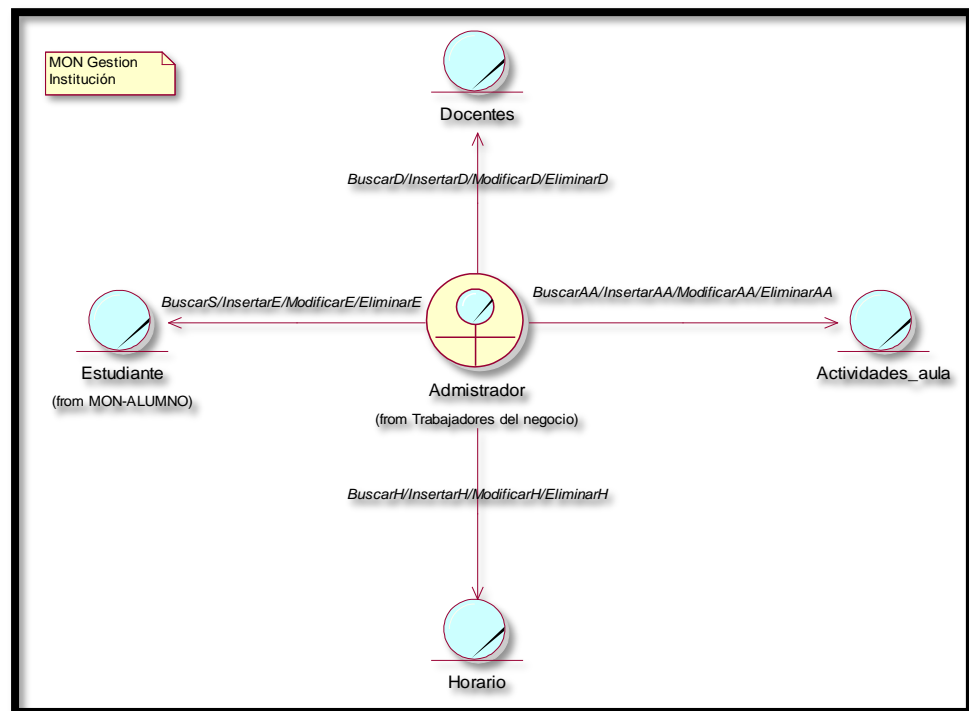 MON Gestion
Institución
Docentes
BuscarD/InsertarD/ModificarD/EliminarD
BuscarS/InsertarE/ModificarE/EliminarE
BuscarAA/InsertarAA/ModificarAA/EliminarAA
Estudiante
(from MON-ALUMNO)
Admistrador
(from Trabajadores del negocio)
Actividades_aula
BuscarH/InsertarH/ModificarH/EliminarH
Horario